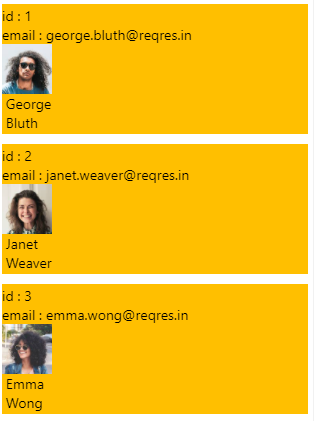 id : 1
email : george.bluth@reqres.in
George
Bluth
id : 2
email : janet.weaver@reqres.in
Janet
Weaver
id : 3
email : emma.wong@reqres.in
Emma
Wong